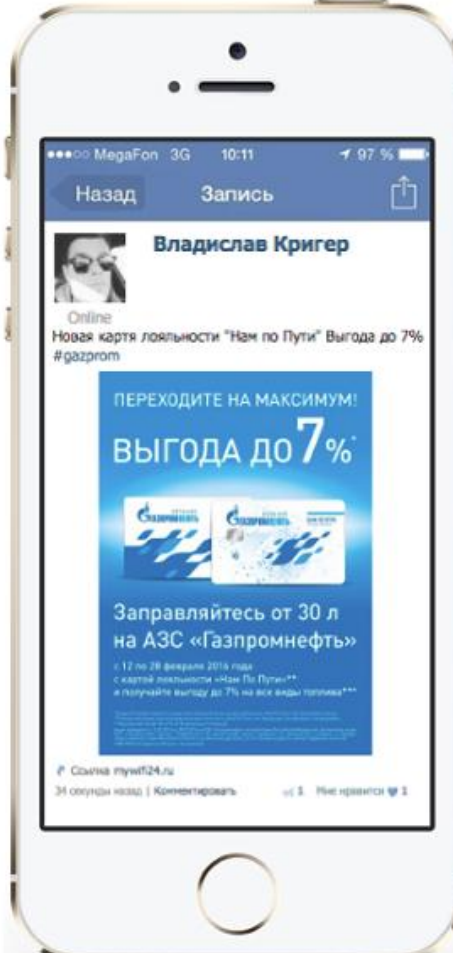 MegaFon 3G 10:11 97 %
Назад Запись
Владислав Кригер
Online
Новая картя лояльности "Нам по Пути" Выгода до 7%
#gazprom
ПЕРЕХОДИТЕ НА МАКСИМУМ!
ВЫГОДА ДО 7%*
ГАЗПРОМНЕФТЬ ГАЗПРОМНЕФТЬ
Заправляйтесь от 30 л
на АЗС «Газпромнефть»
с 12 по 28 февраля 2016 года
с картой лояльности «Нам По Пути»**
и получайте выгоду до 7% на все виды топлива***
Ссылка mywifi24.ru
34 секунды назад | Комментировать 1 Мне нравится 1